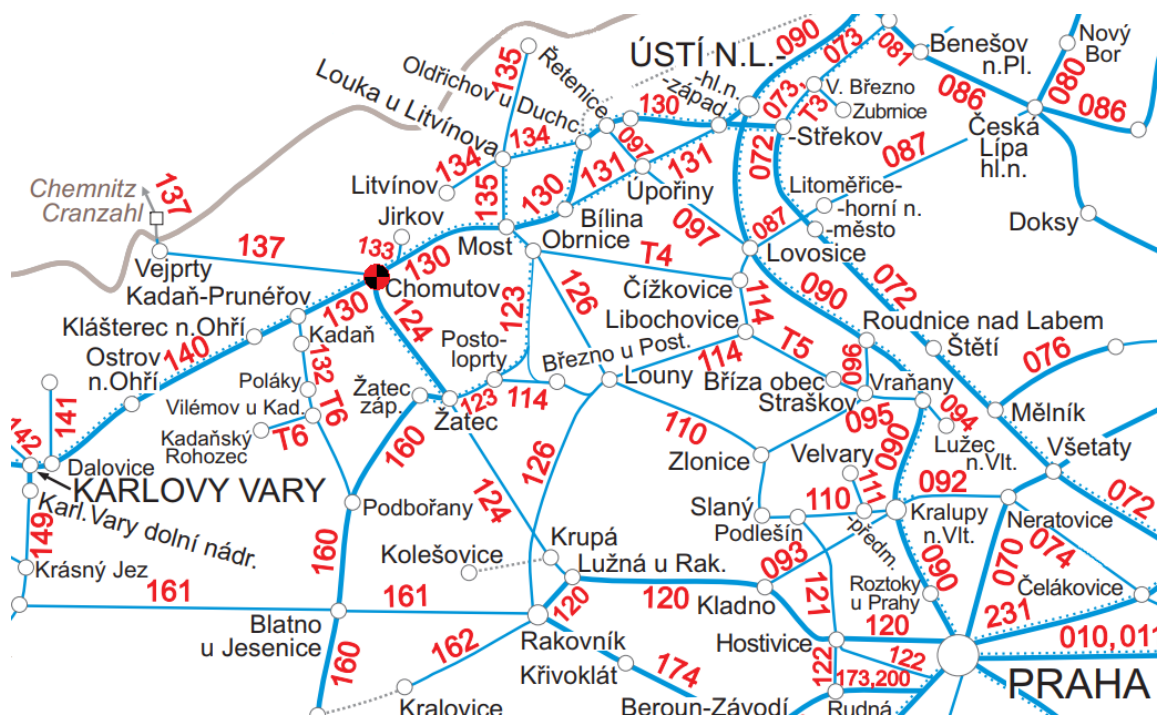 090
073
081
Benešov
n.Pl.
Nový
Bor
080
086
086
ÚSTÍ N.L.-
-hl.n.
-západ
073,
T3
V. Březno
Zubrnice
-Střekov
072
Česká
Lípa
hl.n.
087
Doksy
135
Řetenice
Oldřichov u Duchc.
Louka u Litvínova
130
097
134
134
Litvínov
135
130
131
131
Úpořiny
Bílina
Litoměřice-
-horní n.
-město
087
Lovosice
097
Chemnitz
Cranzahl
137
137
Vejprty
Jirkov
133
130
Most
Obrnice
T4
Chomutov
Kadaň-Prunéřov
130
124
123
126
Čížkovice
114
Libochovice
090
072
Klášterec n.Ohří
140
Ostrov
n.Ohří
Kadaň
132
T6
Poláky
Vilémov u Kad.
T6
Kadaňský
Rohozec
Posto-
loprty
Březno u Post.
114
114
T5
Louny
Žatec
záp.
Žatec
123
Roudnice nad Labem
Štětí
096
076
Bříza obec
Straškov
Vraňany
095
094
Lužec
n.Vlt.
Mělník
Všetaty
072
141
142
Dalovice
KARLOVY VARY
Karl.Vary dolní nádr.
149
Krásný Jez
160
Podbořany
160
124
126
110
Zlonice
Velvary
111
090
092
Slaný
Podlešín
110
-předm.
Kralupy
n.Vlt.
Neratovice
074
070
Kolešovice
Krupá
Lužná u Rak.
093
090
Roztoky
u Prahy
Čelákovice
161
161
120
120
Kladno
121
231
Blatno
u Jesenice
160
Rakovník
162
Křivoklát
174
Hostivice
120
122
122
010, 011
173,200
PRAHA
Kralovice
Beroun-Závodí
Rudná